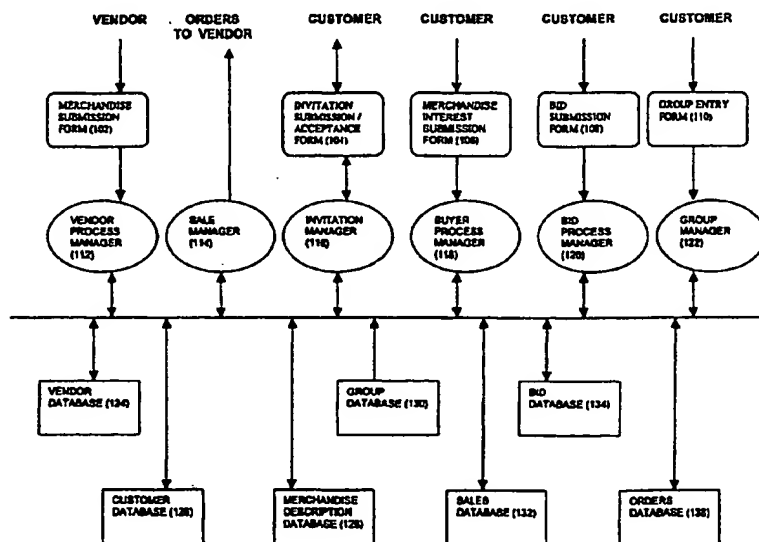 VENDOR
ORDERS
TO VENDOR
CUSTOMER
CUSTOMER
CUSTOMER
CUSTOMER
MERCHANDISE
SUBMISSION
FORM (102)
INVITATION
SUBMISSION /
ACCEPTANCE
FORM (104)
MERCHANDISE
INTEREST
SUBMISSION
FORM (106)
BID
SUBMISSION
FORM (108)
GROUP ENTRY
FORM (110)
VENDOR
PROCESS
MANAGER
(112)
SALE
MANAGER
(114)
INVITATION
MANAGER
(116)
BUYER
PROCESS
MANAGER
(118)
BID
PROCESS
MANAGER
(120)
GROUP
MANAGER
(122)
VENDOR
DATABASE (124)
GROUP
DATABASE (130)
BID
DATABASE (134)
CUSTOMER
DATABASE
MERCHANDISE
DESCRIPTION
DATABASE
SALES
DATABASE (132)
ORDERS
DATABASE